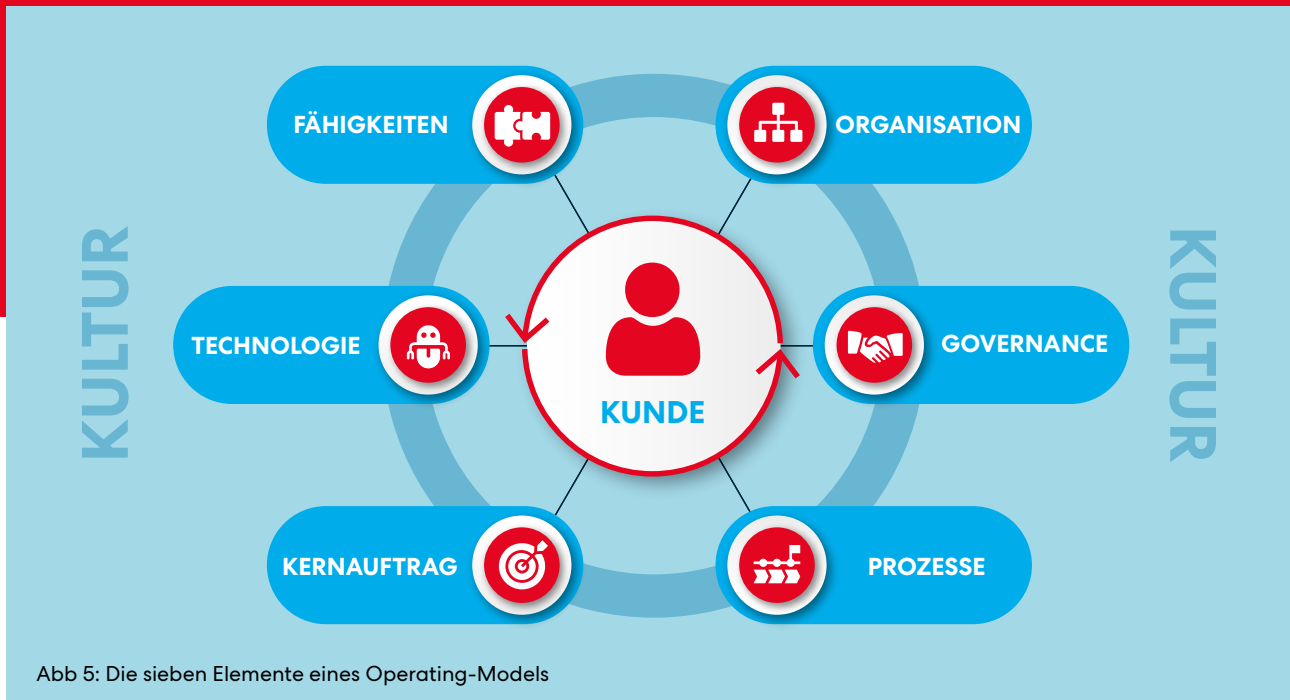 FÄHIGKEITEN
ORGANISATION
KULTUR
TECHNOLOGIE
KUNDE
GOVERNANCE
KULTUR
KERNAUFTRAG
PROZESSE
Abb 5: Die sieben Elemente eines Operating-Models